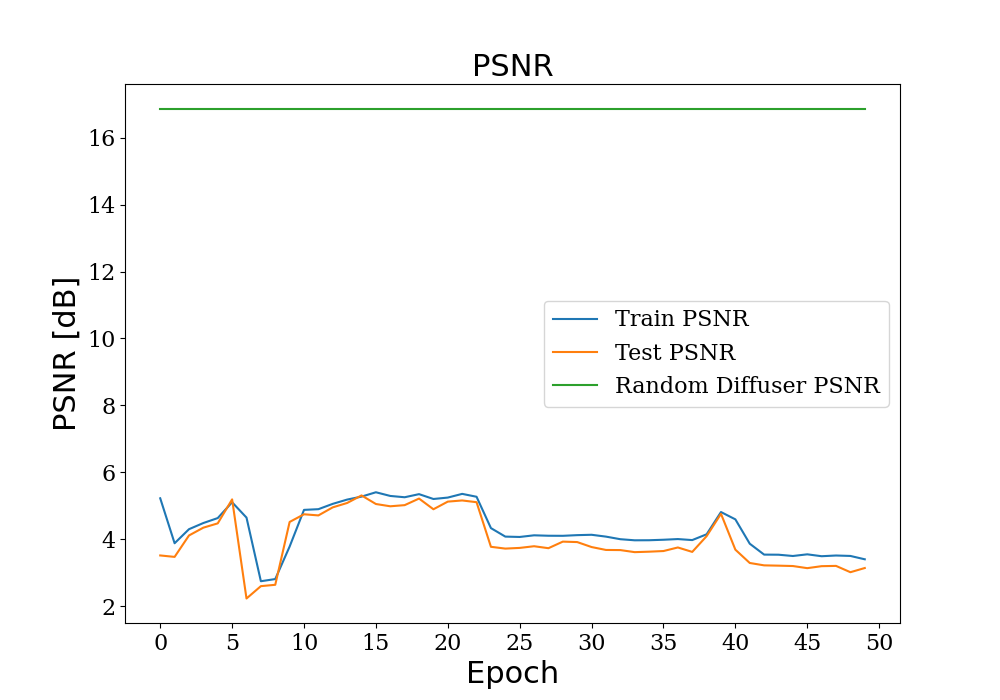 PSNR
PSNR [dB]
16
14
12
10
8
6
4
2
Train PSNR
Test PSNR
Random Diffuser PSNR
0 5 10 15 20 25 30 35 40 45 50
Epoch